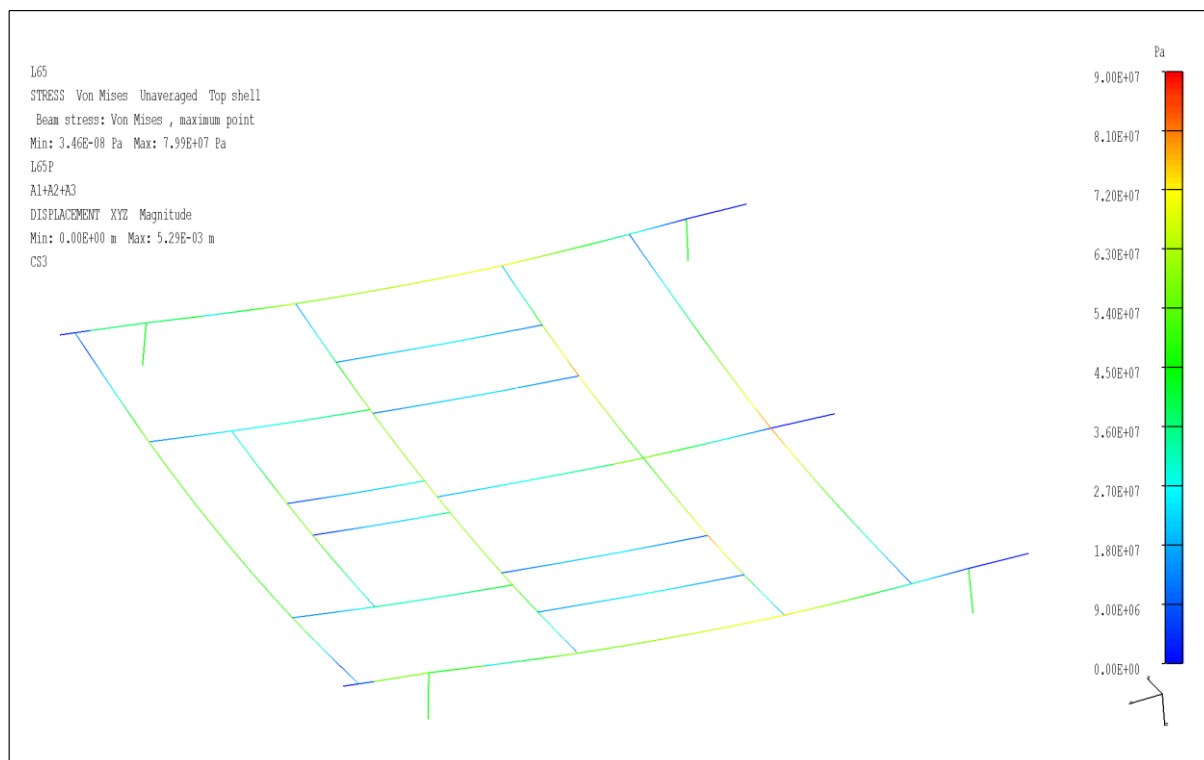 L65
STRESS Von Mises Unaveraged Top shell
Beam stress: Von Mises , maximum point
Min: 3.46E-08 Pa Max: 7.99E+07 Pa
L65P
A1+A2+A3
DISPLACEMENT XYZ Magnitude
Min: 0.00E+00 m Max: 5.29E-03 m
CS3
Pa
9.00E+07
8.10E+07
7.20E+07
6.30E+07
5.40E+07
4.50E+07
3.60E+07
2.70E+07
1.80E+07
9.00E+06
0.00E+00